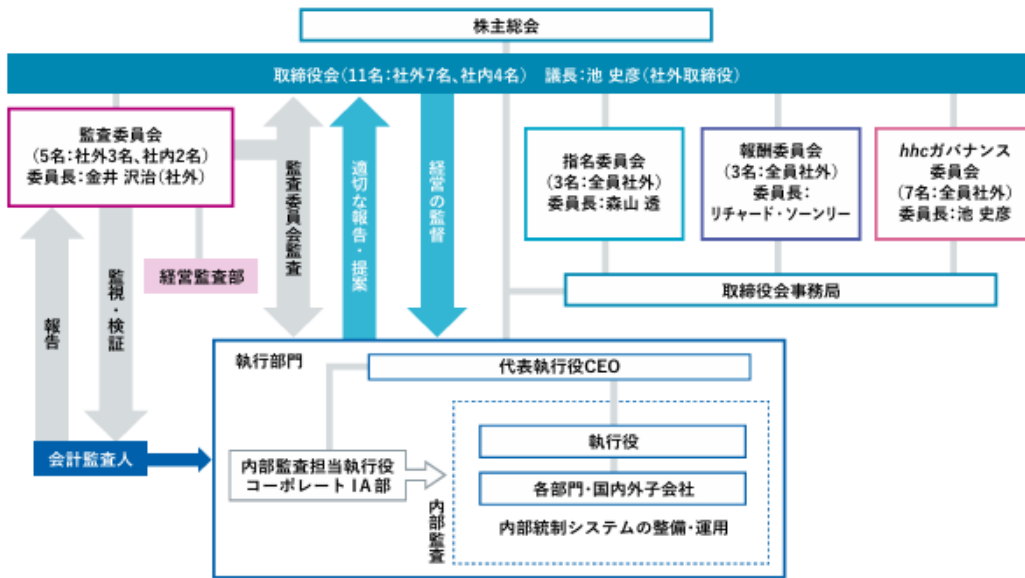 株主総会
取締役会(11名:社外7名、社内4名) 議長:池 史彦(社外取締役)
監査委員会
(5名:社外3名、社内2名)
委員長:金井 沢治(社外)
監査委員会監査
適切な報告・提案
経営の監督
指名委員会
(3名:全員社外)
委員長:森山 透
報酬委員会
(3名:全員社外)
委員長:
リチャード・ソーンリー
hhcガバナンス
委員会
(7名:全員社外)
委員長:池 史彦
経営監査部
取締役会事務局
報告
監視・検証
執行部門
代表執行役CEO
会計監査人
内部監査担当執行役
コーポレートIA部
内部監査
執行役
各部門・国内外子会社
内部統制システムの整備・運用